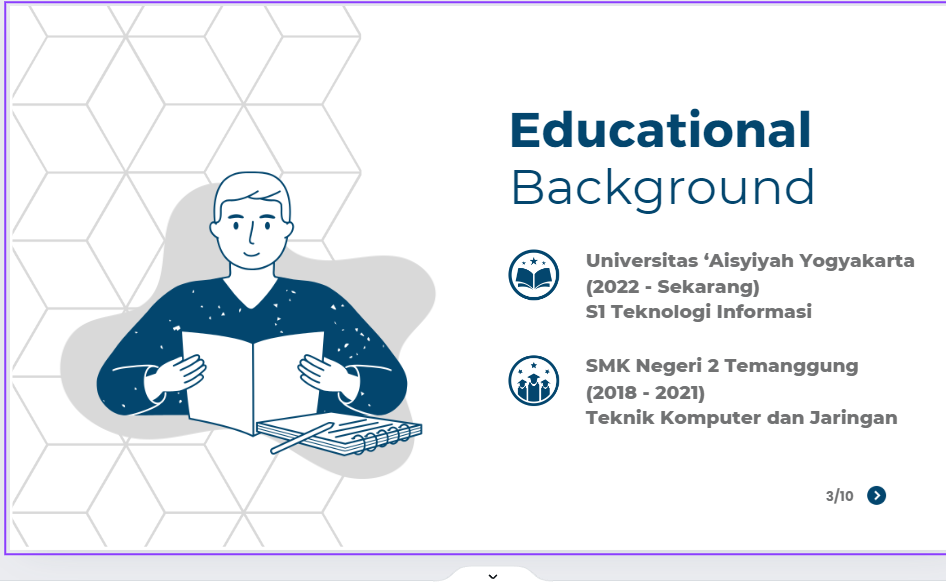 Educational
Background
Universitas ‘Aisyiyah Yogyakarta
(2022 - Sekarang)
S1 Teknologi Informasi
SMK Negeri 2 Temanggung
(2018 - 2021)
Teknik Komputer dan Jaringan
3/10